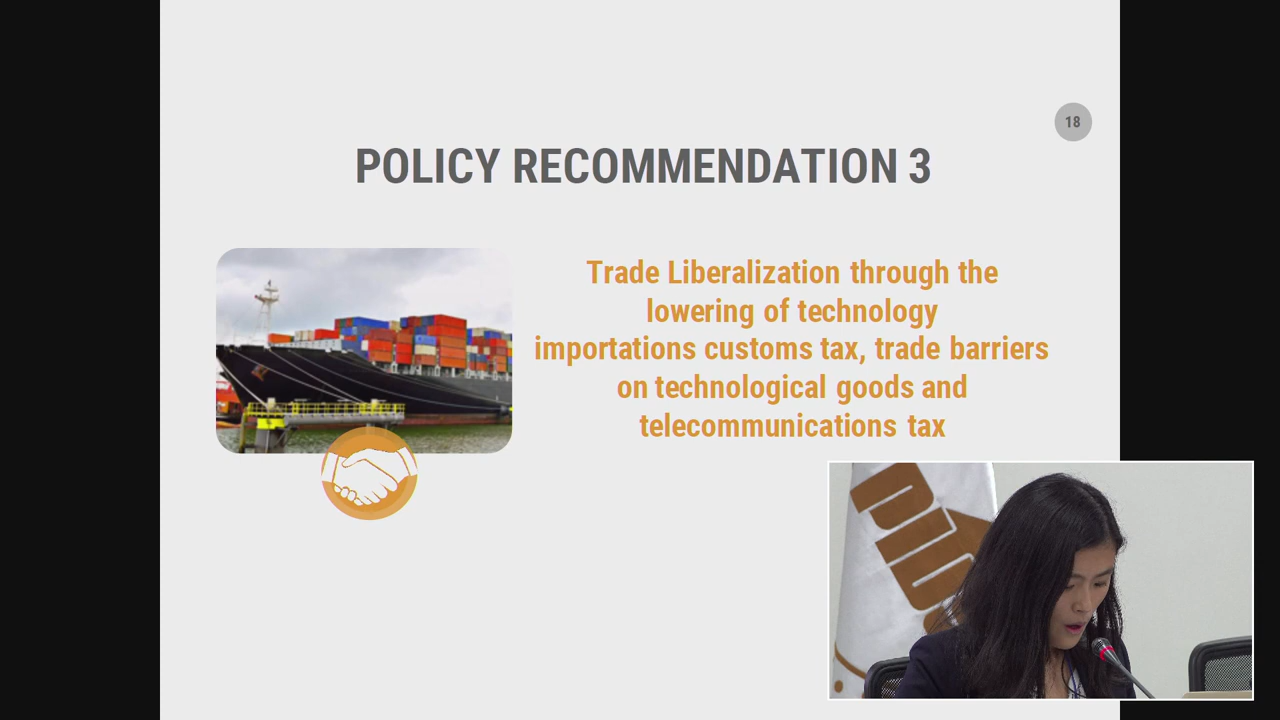 18
POLICY RECOMMENDATION 3
Trade Liberalization through the
lowering of technology
importations customs tax, trade barriers
on technological goods and
telecommunications tax